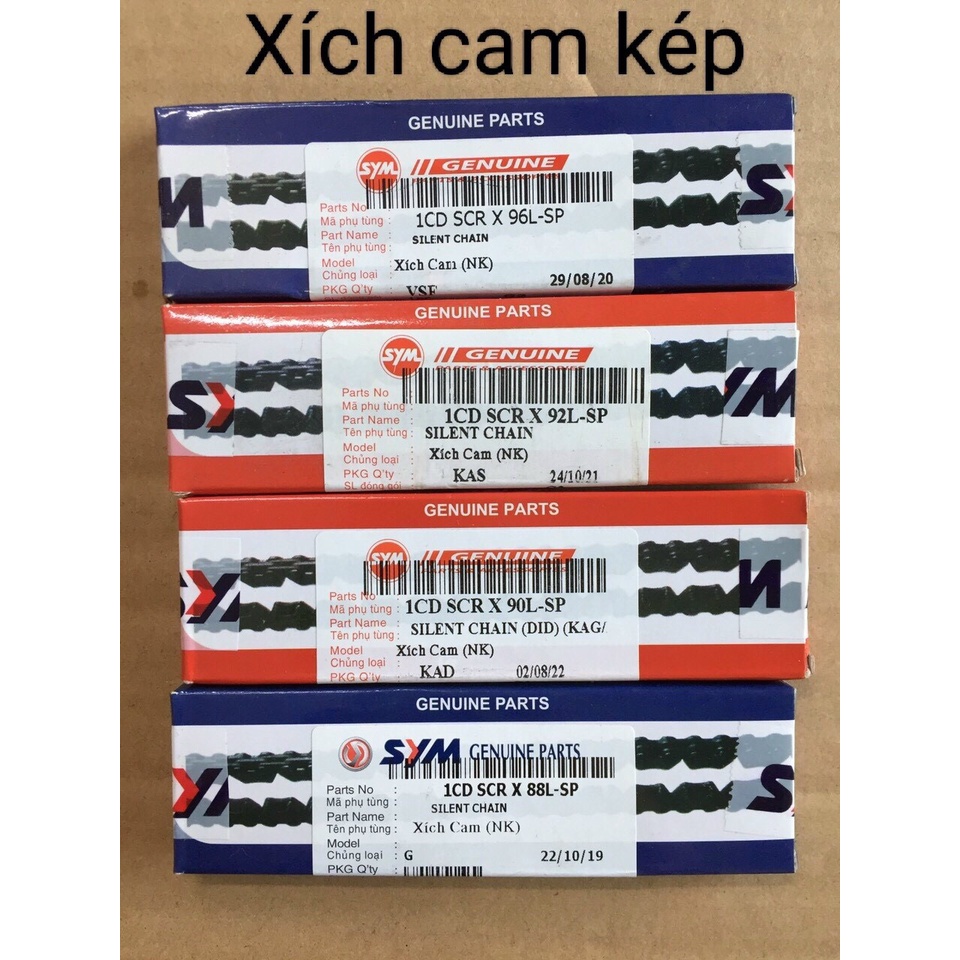 Xích cam kép
GENUINE PARTS
SYM GENUINE
Parts No
Mã phụ tùng : 1CD SCR X 96L-SP
Part Name :
Tên phụ tùng : SILENT CHAIN
Model
Chủng loại : Xích Cam (NK)
PKG Q'ty : VSE 29/08/20
SYM
GENUINE PARTS
SYM GENUINE
PARTS & ACCESSORIES
Parts No
Mã phụ tùng :
Part Name : 1CD SCR X 92L-SP
Tên phụ tùng : SILENT CHAIN
Model
Chủng loại : Xích Cam (NK)
PKG Q'ty : KAS 24/10/21
SL đóng gói
SY
YM
GENUINE PARTS
SYM GENUINE
Parts No
Mã phụ tùng : 1CD SCR X 90L-SP
Part Name :
Tên phụ tùng : SILENT CHAIN (DID) (KAG/
Model
Chủng loại : Xích Cam (NK)
PKG Q'ty : KAD 02/08/22
GENUINE PARTS
SYM GENUINE PARTS
Parts No :
Mã phụ tùng : 1CD SCR X 88L-SP
Part Name : SILENT CHAIN
Tên phụ tùng : Xích Cam (NK)
Model :
Chủng loại : G 22/10/19
PKG Q'ty :